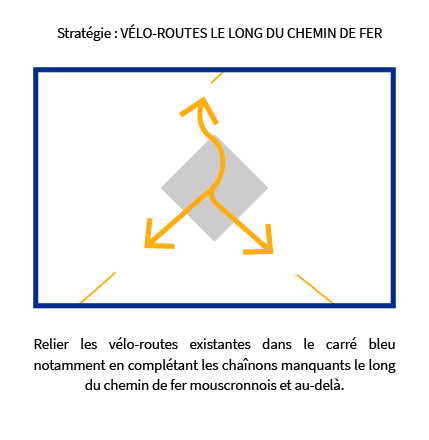 Stratégie : VÉLO-ROUTES LE LONG DU CHEMIN DE FER
Relier les vélo-routes existantes dans le carré bleu
notamment en complétant les chaînons manquants le long
du chemin de fer mouscronnois et au-delà.